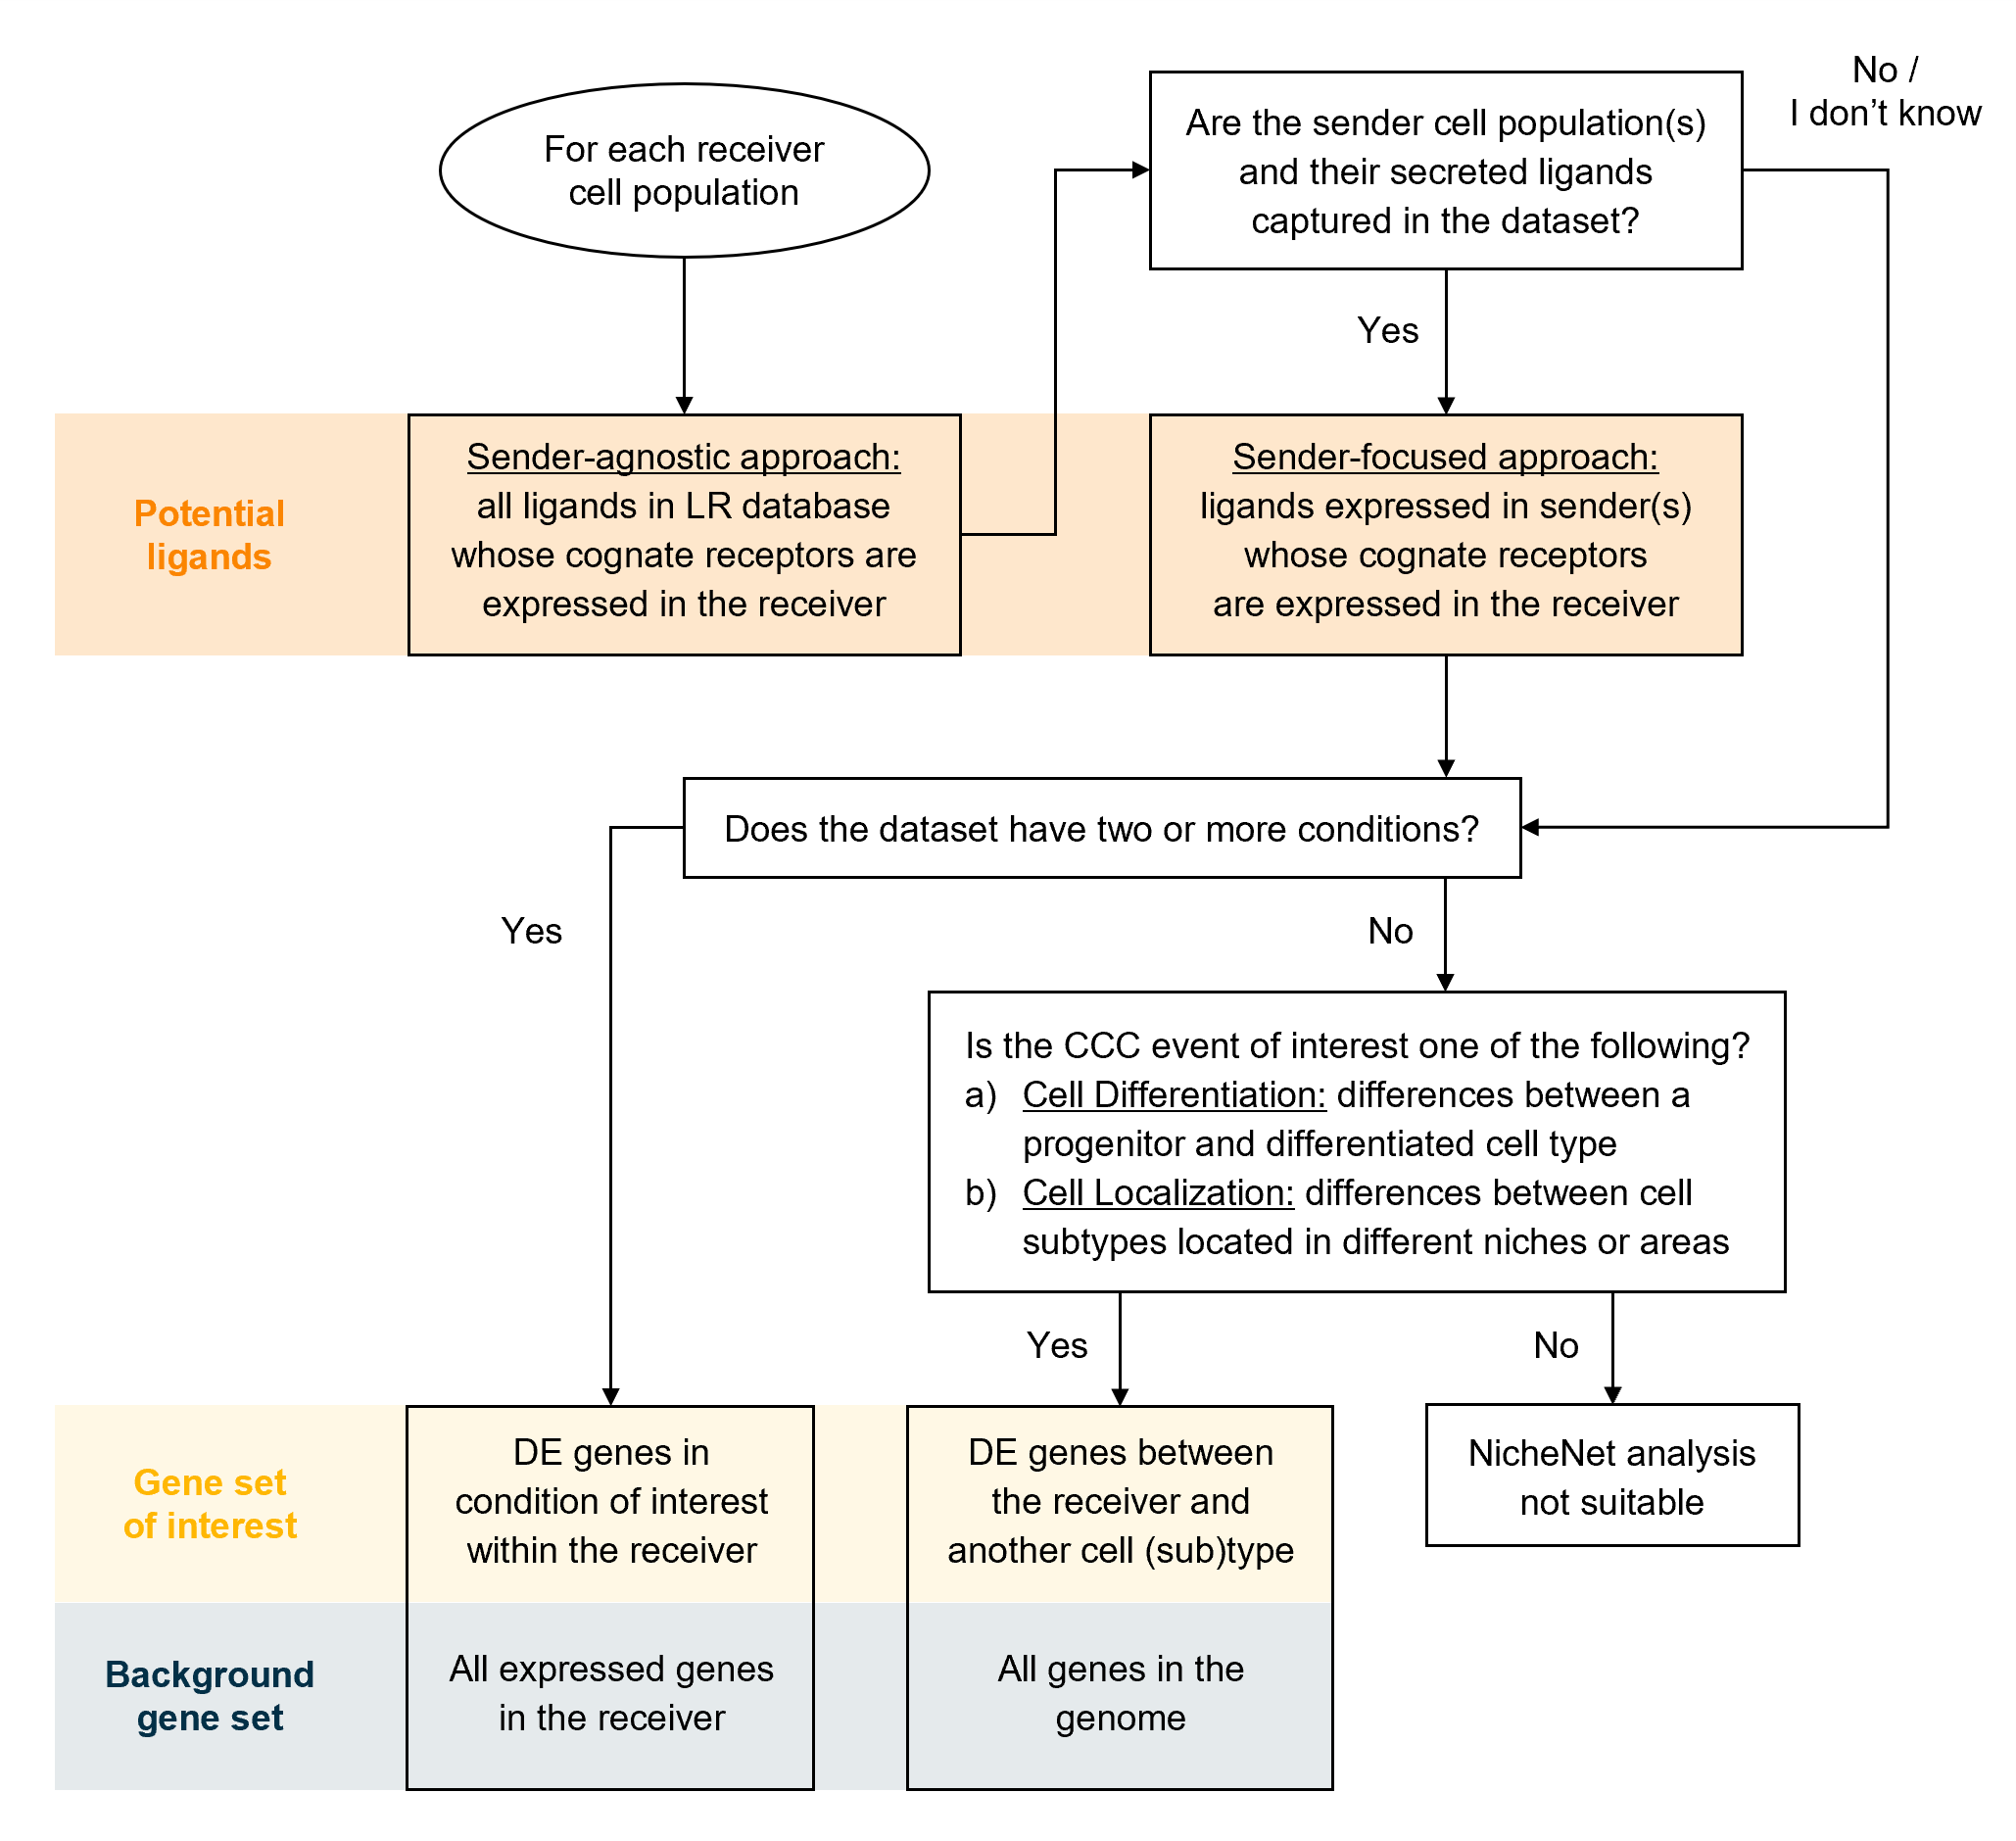 For each receiver
cell population
Are the sender cell population(s)
and their secreted ligands
captured in the dataset?
No /
I don’t know
Yes
Potential
ligands
Sender-agnostic approach:
all ligands in LR database
whose cognate receptors are
expressed in the receiver
Sender-focused approach:
ligands expressed in sender(s)
whose cognate receptors
are expressed in the receiver
Does the dataset have two or more conditions?
Yes
No
Is the CCC event of interest one of the following?
a) Cell Differentiation: differences between a
progenitor and differentiated cell type
b) Cell Localization: differences between cell
subtypes located in different niches or areas
Yes
No
Gene set
of interest
DE genes in
condition of interest
within the receiver
DE genes between
the receiver and
another cell (sub)type
NicheNet analysis
not suitable
Background
gene set
All expressed genes
in the receiver
All genes in the
genome